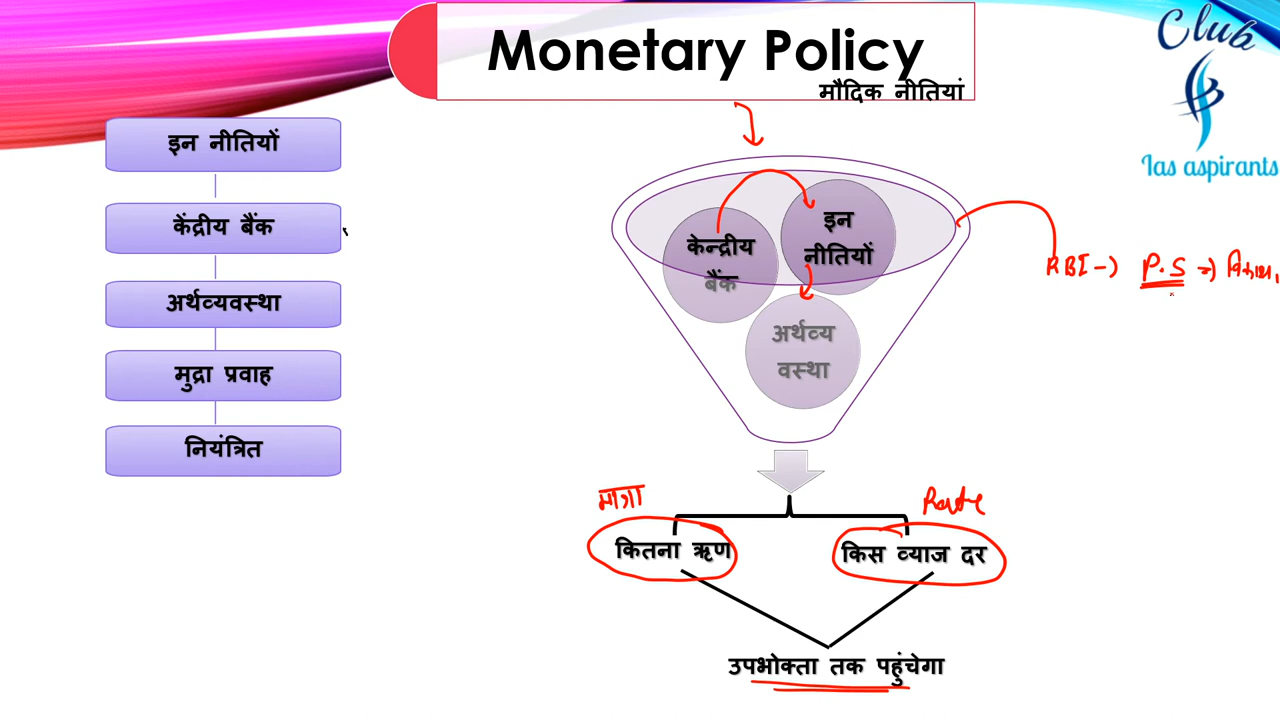 Monetary Policy
मौदिक नीतियां
Club
Ias aspirants
इन नीतियों
केंद्रीय बैंक
अर्थव्यवस्था
मुद्रा प्रवाह
नियंत्रित
केन्द्रीय
बैंक
इन
नीतियों
अर्थव्य
वस्था
RBI → P.S →
मात्रा
Rate
कितना ऋण
किस व्याज दर
उपभोक्ता तक पहुंचेगा